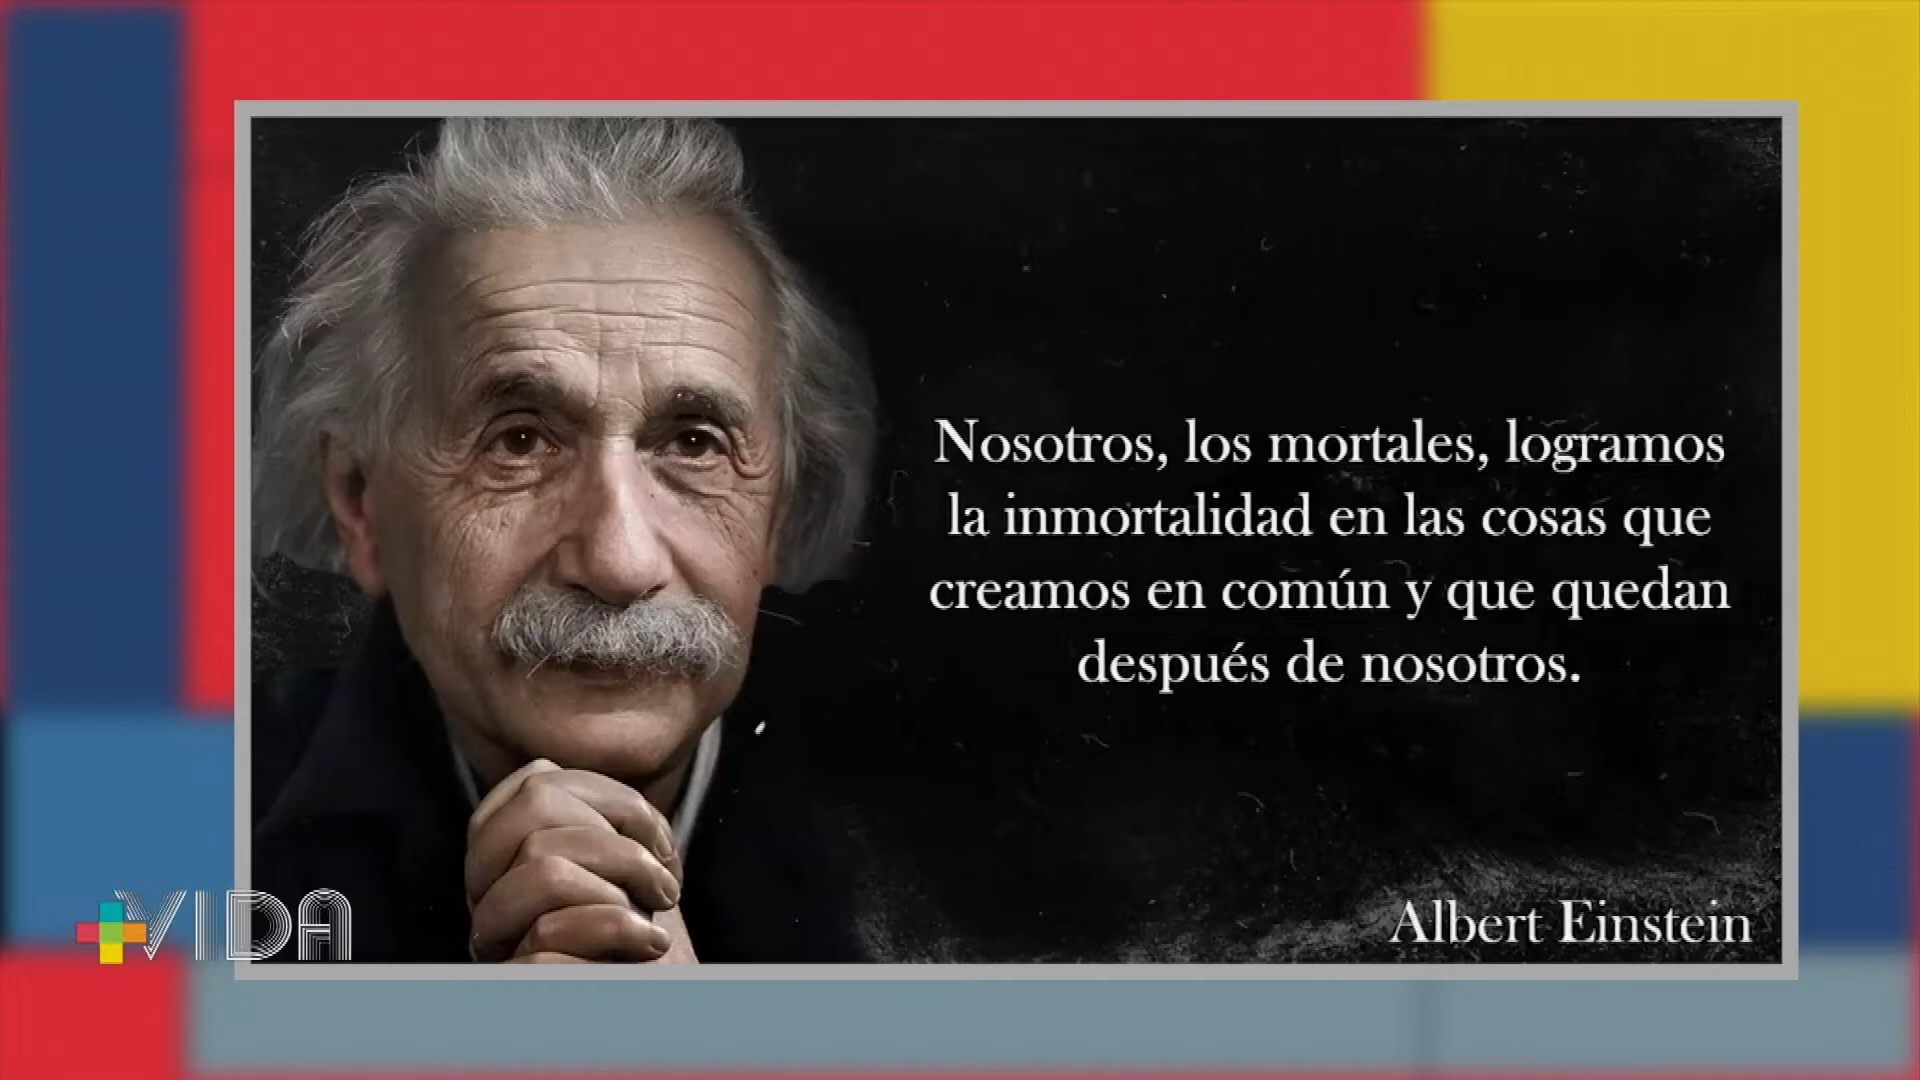 Nosotros, los mortales, logramos
la inmortalidad en las cosas que
creamos en común y que quedan
después de nosotros.
Albert Einstein
+VIDA